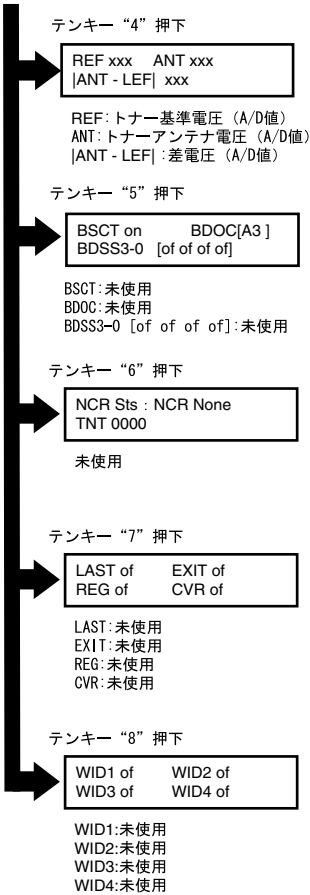 テンキー“4”押下
REF xxx ANT xxx
|ANT - LEF| xxx
REF:トナー基準電圧 (A/D値)
ANT:トナーアンテナ電圧 (A/D値)
|ANT - LEF|:差電圧 (A/D値)
テンキー“5”押下
BSCT on BDOC[A3 ]
BDSS3-0 [of of of of]
BSCT:未使用
BDOC:未使用
BDSS3-0 [of of of of]:未使用
テンキー“6”押下
NCR Sts : NCR None
TNT 0000
未使用
テンキー“7”押下
LAST of EXIT of
REG of CVR of
LAST:未使用
EXIT:未使用
REG:未使用
CVR:未使用
テンキー“8”押下
WID1 of WID2 of
WID3 of WID4 of
WID1:未使用
WID2:未使用
WID3:未使用
WID4:未使用